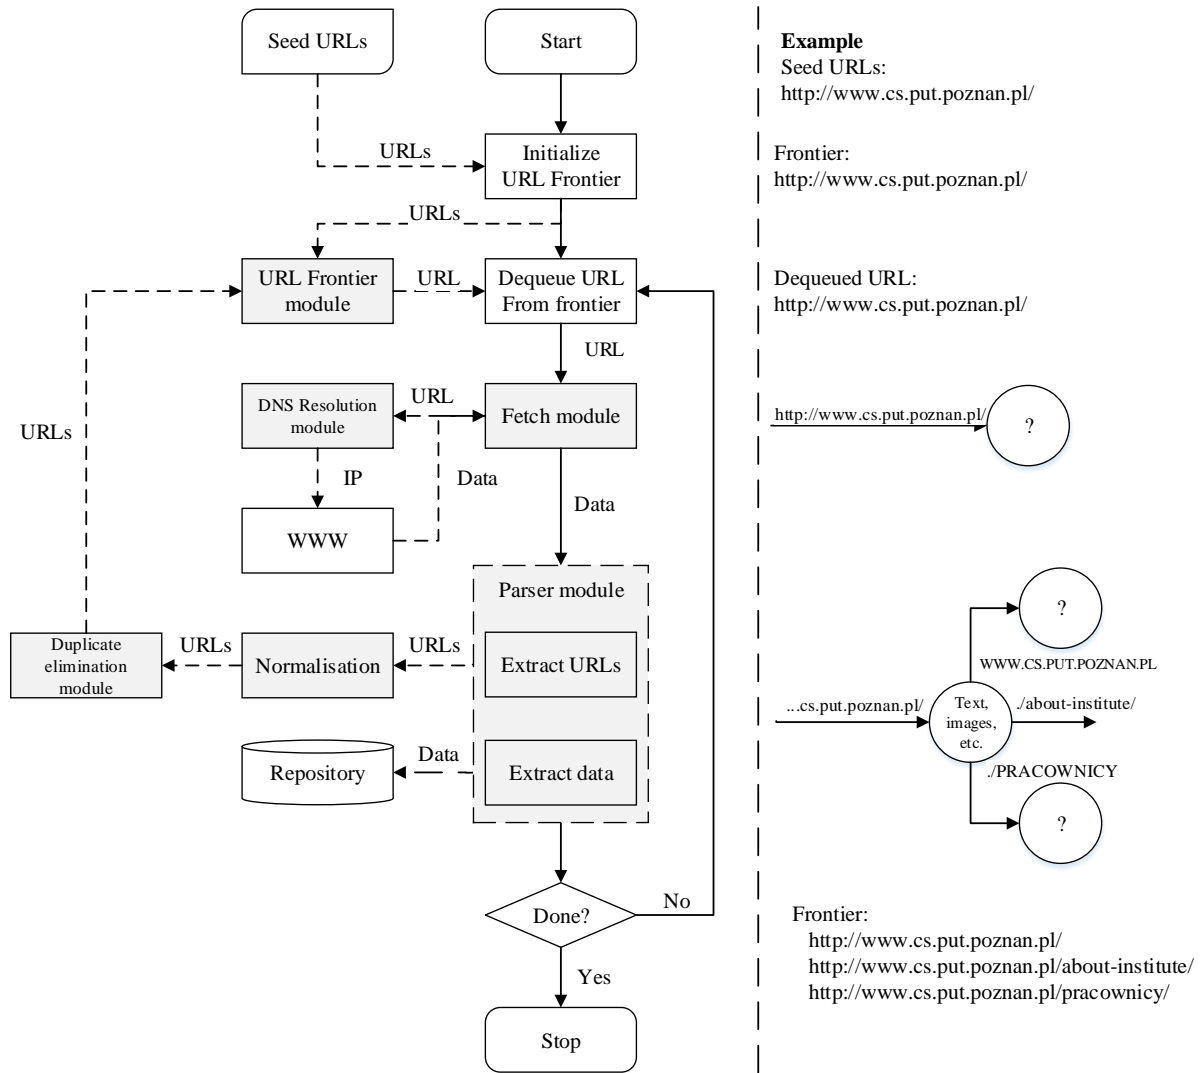 Seed URLs
Start
URLs
Initialize
URL Frontier
URLs
URL Frontier
module
URL
Dequeue URL
From frontier
URL
DNS Resolution
module
URL
Fetch module
URLs
IP
Data
Data
WWW
Parser module
Duplicate
elimination
module
URLs
Normalisation
URLs
Extract URLs
Repository
Data
Extract data
Done?
No
Yes
Stop
Example
Seed URLs:
http://www.cs.put.poznan.pl/
Frontier:
http://www.cs.put.poznan.pl/
Dequeued URL:
http://www.cs.put.poznan.pl/
http://www.cs.put.poznan.pl/
?
?
WWW.CS.PUT.POZNAN.PL
...cs.put.poznan.pl/
Text,
images,
etc.
./about-institute/
./PRACOWNICY
?
Frontier:
http://www.cs.put.poznan.pl/
http://www.cs.put.poznan.pl/about-institute/
http://www.cs.put.poznan.pl/pracownicy/